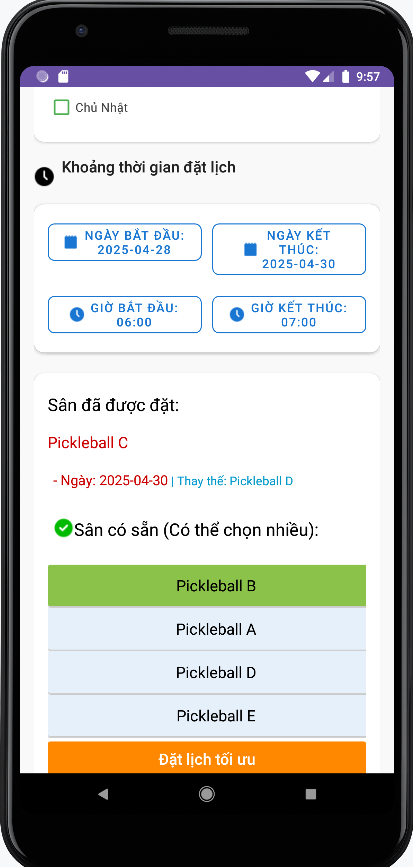 9:57
Chủ Nhật
Khoảng thời gian đặt lịch
NGÀY BẮT ĐẦU:
2025-04-28
NGÀY KẾT
THÚC:
2025-04-30
GIỜ BẮT ĐẦU:
06:00
GIỜ KẾT THÚC:
07:00
Sân đã được đặt:
Pickleball C
- Ngày: 2025-04-30 | Thay thế: Pickleball D
Sân có sẵn (Có thể chọn nhiều):
Pickleball B
Pickleball A
Pickleball D
Pickleball E
Đặt lịch tối ưu